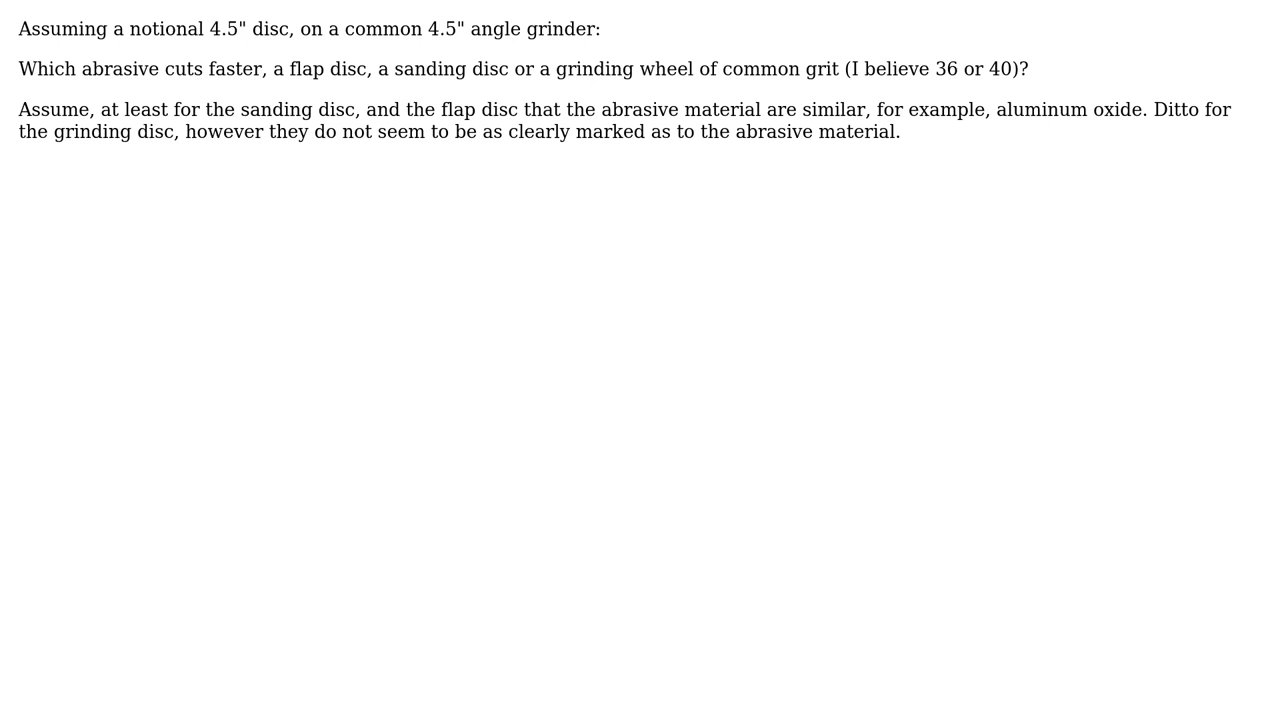 Assuming a notional 4.5" disc, on a common 4.5" angle grinder:
Which abrasive cuts faster, a flap disc, a sanding disc or a grinding wheel of common grit (I believe 36 or 40)?
Assume, at least for the sanding disc, and the flap disc that the abrasive material are similar, for example, aluminum oxide. Ditto for
the grinding disc, however they do not seem to be as clearly marked as to the abrasive material.